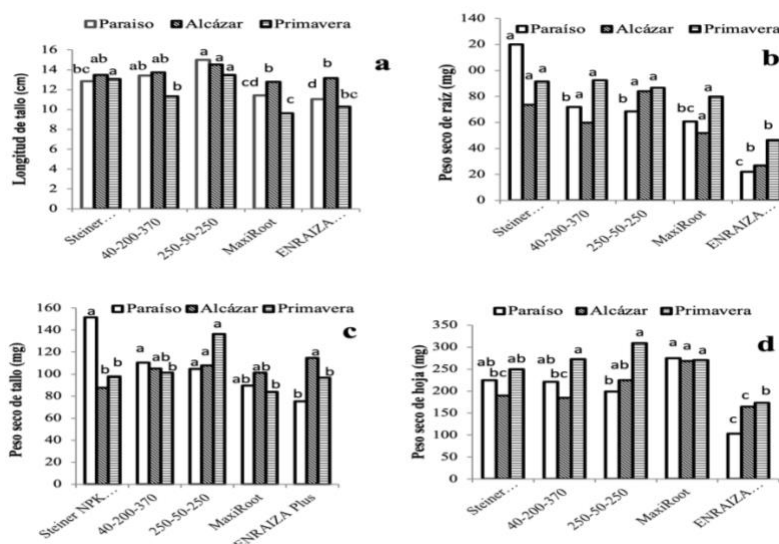 Paraiso Alcázar Primavera
a
Longitud de tallo (cm)
16
14
12
10
8
6
4
2
0
bc ab a
ab ab b
a a a
cd b c
d b bc
Steiner…
40-200-370
250-50-250
MaxiRoot
ENRAIZA…
Paraíso Alcázar Primavera
b
Peso seco de raíz (mg)
20
00
80
60
40
20
0
a a a
b a a
b a a
bc a a
c b b
Steiner…
40-200-370
250-50-250
MaxiRoot
ENRAIZA…
Paraíso Alcázar Primavera
c
Peso seco de tallo (mg)
160
140
120
100
80
60
40
20
0
a b b
a ab b
a a a
ab a b
b a b
Steiner NPK…
40-200-370
250-50-250
MaxiRoot
ENRAIZA Plus
Paraíso Alcázar Primavera
d
Peso seco de hoja (mg)
350
300
250
200
150
100
50
0
ab bc ab
ab bc a
b ab a
a a a
c c b
Steiner…
40-200-370
250-50-250
MaxiRoot
ENRAIZA…